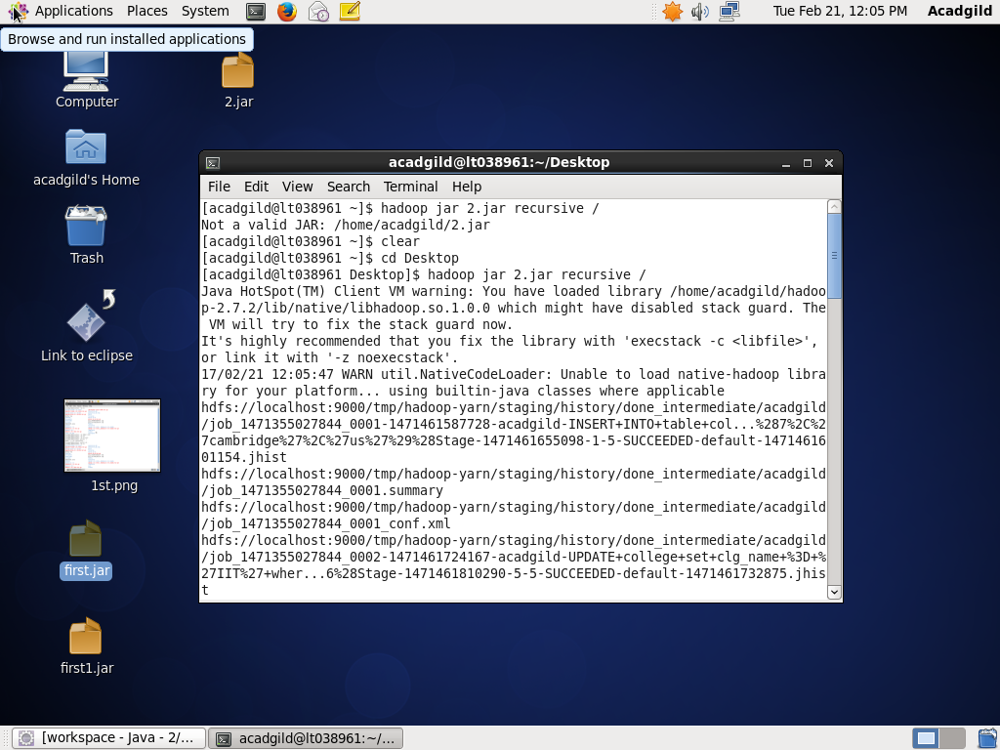 Applications Places System Tue Feb 21, 12:05 PM Acadgild
Browse and run installed applications
Computer
2.jar
acadgild's Home
Trash
Link to eclipse
1st.png
first.jar
first1.jar
acadgild@lt038961:~/Desktop
File Edit View Search Terminal Help
[acadgild@lt038961 ~]$ hadoop jar 2.jar recursive /
Not a valid JAR: /home/acadgild/2.jar
[acadgild@lt038961 ~]$ clear
[acadgild@lt038961 ~]$ cd Desktop
[acadgild@lt038961 Desktop]$ hadoop jar 2.jar recursive /
Java HotSpot(TM) Client VM warning: You have loaded library /home/acadgild/hadoo
p-2.7.2/lib/native/libhadoop.so.1.0.0 which might have disabled stack guard. The
 VM will try to fix the stack guard now.
It's highly recommended that you fix the library with 'execstack -c <libfile>',
or link it with '-z noexecstack'.
17/02/21 12:05:47 WARN util.NativeCodeLoader: Unable to load native-hadoop libra
ry for your platform... using builtin-java classes where applicable
hdfs://localhost:9000/tmp/hadoop-yarn/staging/history/done_intermediate/acadgild
/job_1471355027844_0001-1471461587728-acadgild-INSERT+INTO+table+col...%287%2C%2
7cambridge%27%2C%27us%27%29%28Stage-1471461655098-1-5-SUCCEEDED-default-14714616
01154.jhist
hdfs://localhost:9000/tmp/hadoop-yarn/staging/history/done_intermediate/acadgild
/job_1471355027844_0001.summary
hdfs://localhost:9000/tmp/hadoop-yarn/staging/history/done_intermediate/acadgild
/job_1471355027844_0001_conf.xml
hdfs://localhost:9000/tmp/hadoop-yarn/staging/history/done_intermediate/acadgild
/job_1471355027844_0002-1471461724167-acadgild-UPDATE+college+set+clg_name+%3D+%
27IIT%27+wher...6%28Stage-1471461810290-5-5-SUCCEEDED-default-1471461732875.jhis
t
[workspace - Java - 2/... acadgild@lt038961:~/...